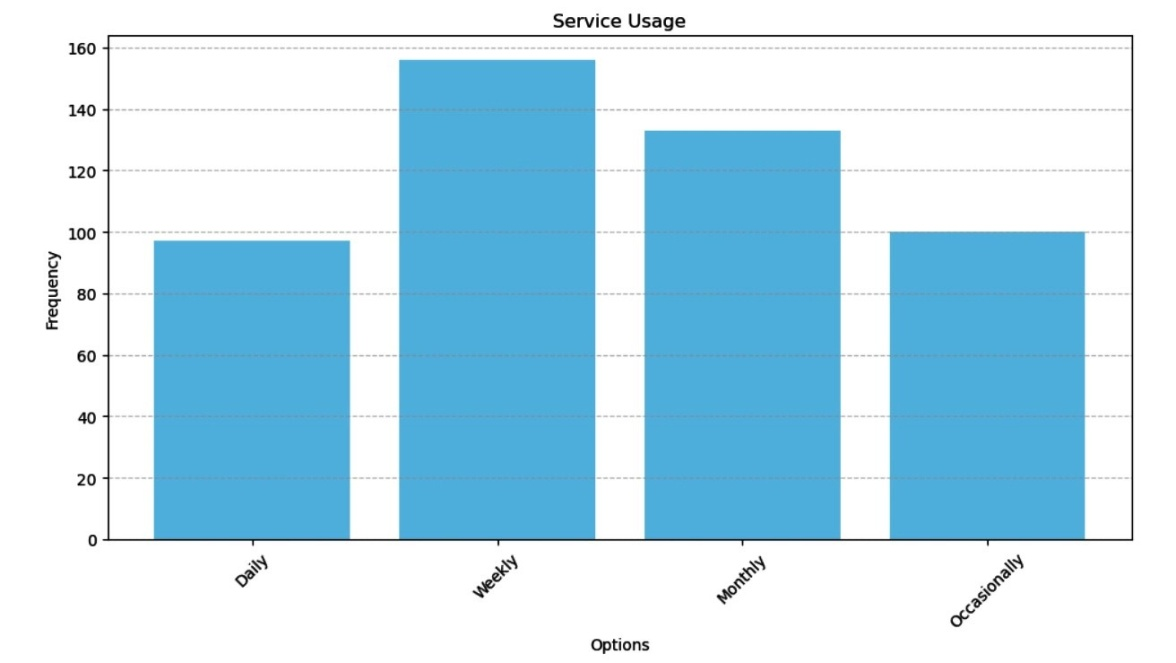 Service Usage
160
140
120
100
80
60
40
20
0
Frequency
Daily
Weekly
Monthly
Occasionally
Options